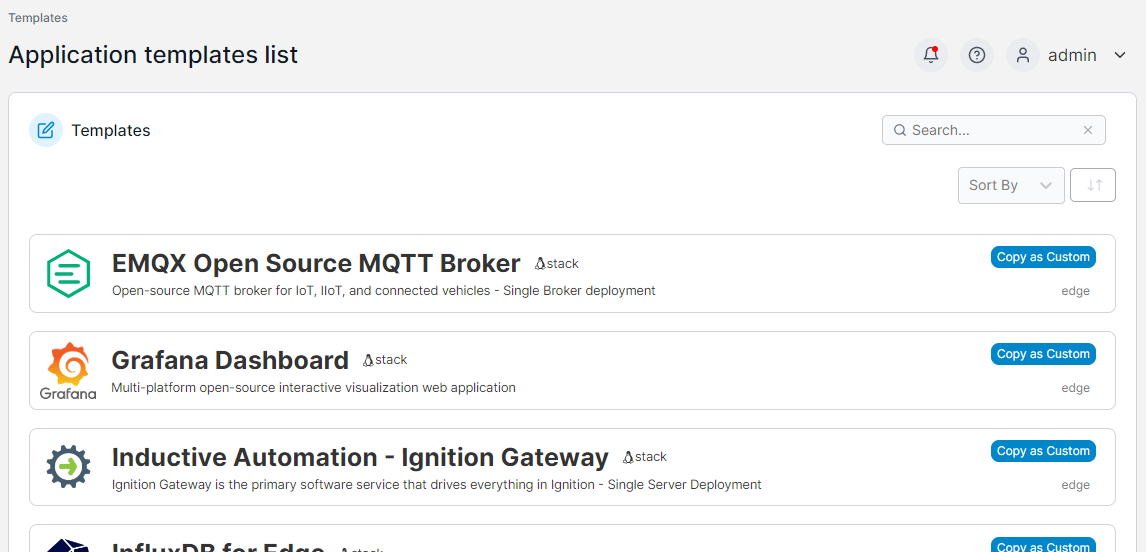 Templates
Application templates list
admin
Templates
Search...
Sort By
EMQX Open Source MQTT Broker stack
Copy as Custom
Open-source MQTT broker for IoT, IIoT, and connected vehicles - Single Broker deployment
edge
Grafana Dashboard stack
Copy as Custom
Grafana
Multi-platform open-source interactive visualization web application
edge
Inductive Automation - Ignition Gateway stack
Copy as Custom
Ignition Gateway is the primary software service that drives everything in Ignition - Single Server Deployment
edge
InfluxDB for Edge stack
Copy as Custom